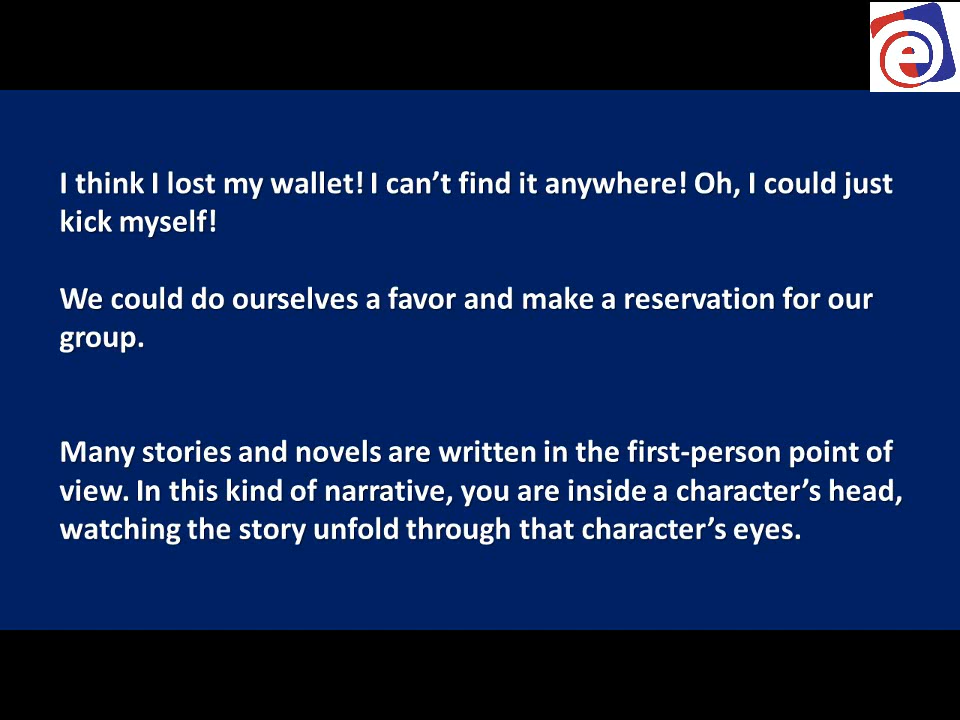 I think I lost my wallet! I can’t find it anywhere! Oh, I could just
kick myself!
We could do ourselves a favor and make a reservation for our
group.
Many stories and novels are written in the first-person point of
view. In this kind of narrative, you are inside a character’s head,
watching the story unfold through that character’s eyes.
e